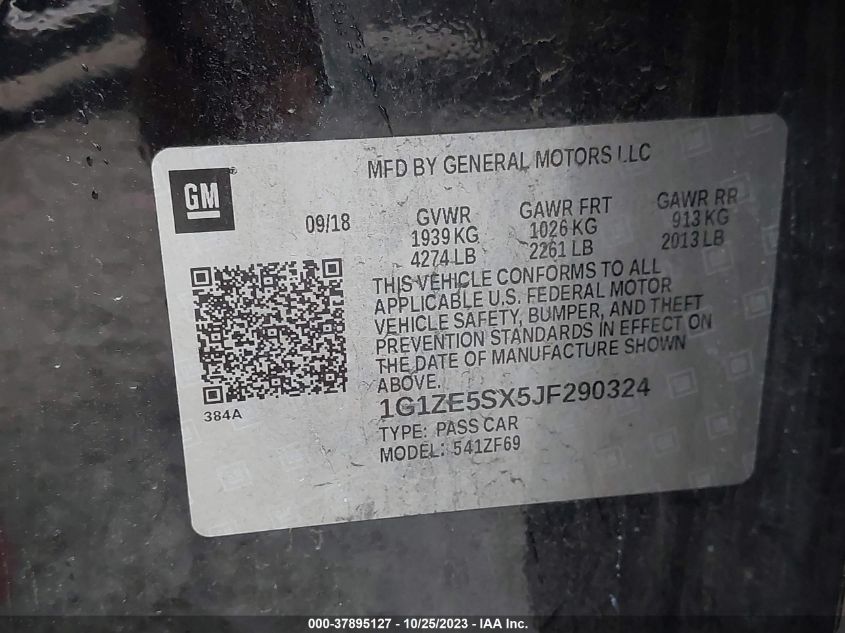 MFD BY GENERAL MOTORS LLC
GM ®
09/18
GVWR GAWR FRT GAWR RR
1939 KG 1026 KG 913 KG
4274 LB 2261 LB 2013 LB
THIS VEHICLE CONFORMS TO ALL
APPLICABLE U.S. FEDERAL MOTOR
VEHICLE SAFETY, BUMPER, AND THEFT
PREVENTION STANDARDS IN EFFECT ON
THE DATE OF MANUFACTURE SHOWN
ABOVE.
384A
1G1ZE5SX5JF290324
TYPE: PASS CAR
MODEL: 541ZF69
000-37895127 - 10/25/2023 - IAA Inc.